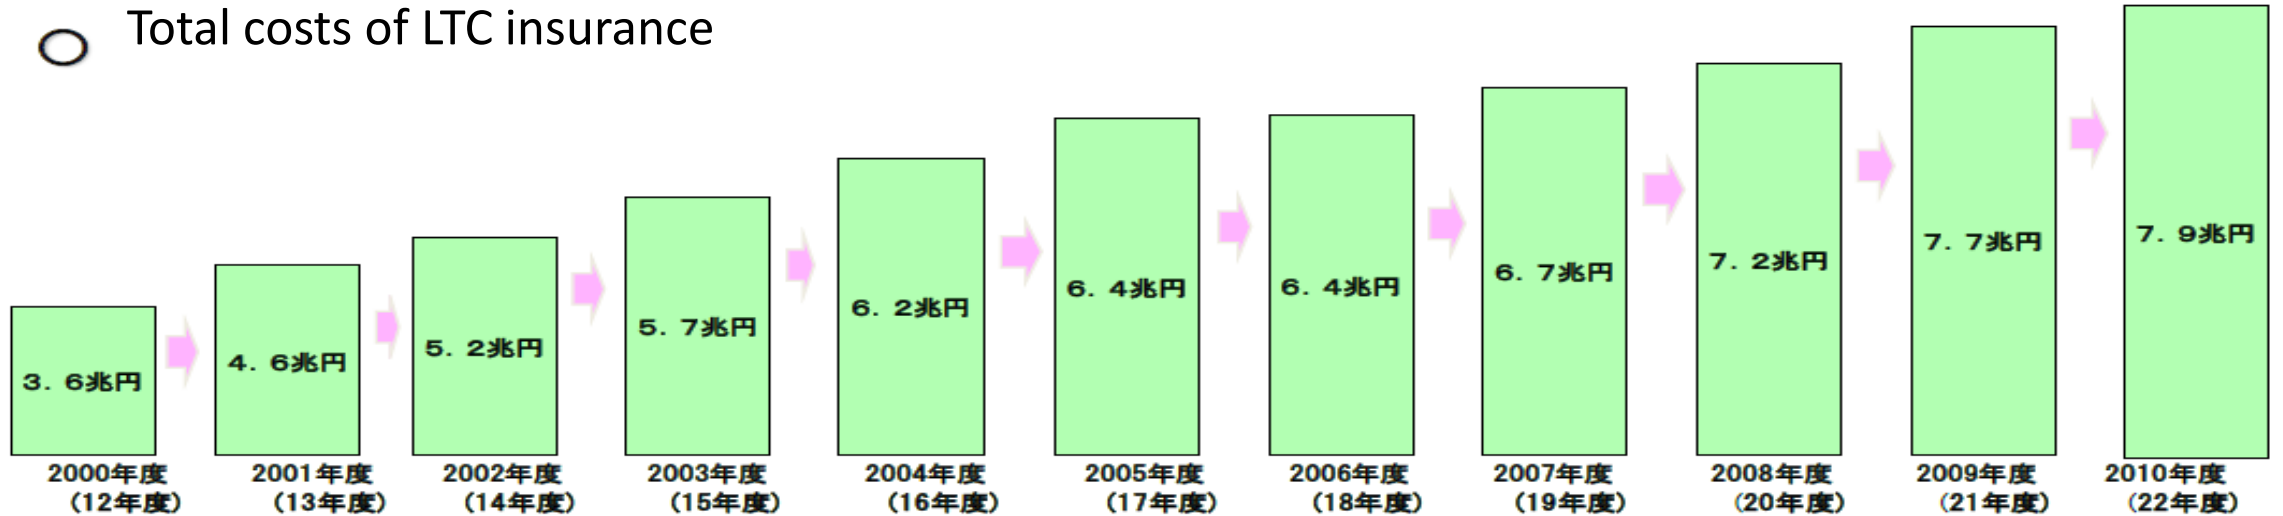 Total costs of LTC insurance
3．6兆円
4．6兆円
5．2兆円
5．7兆円
6．2兆円
6．4兆円
6．4兆円
6．7兆円
7．2兆円
7．7兆円
7．9兆円
2000年度
（12年度）
2001年度
（13年度）
2002年度
（14年度）
2003年度
（15年度）
2004年度
（16年度）
2005年度
（17年度）
2006年度
（18年度）
2007年度
（19年度）
2008年度
（20年度）
2009年度
（21年度）
2010年度
（22年度）